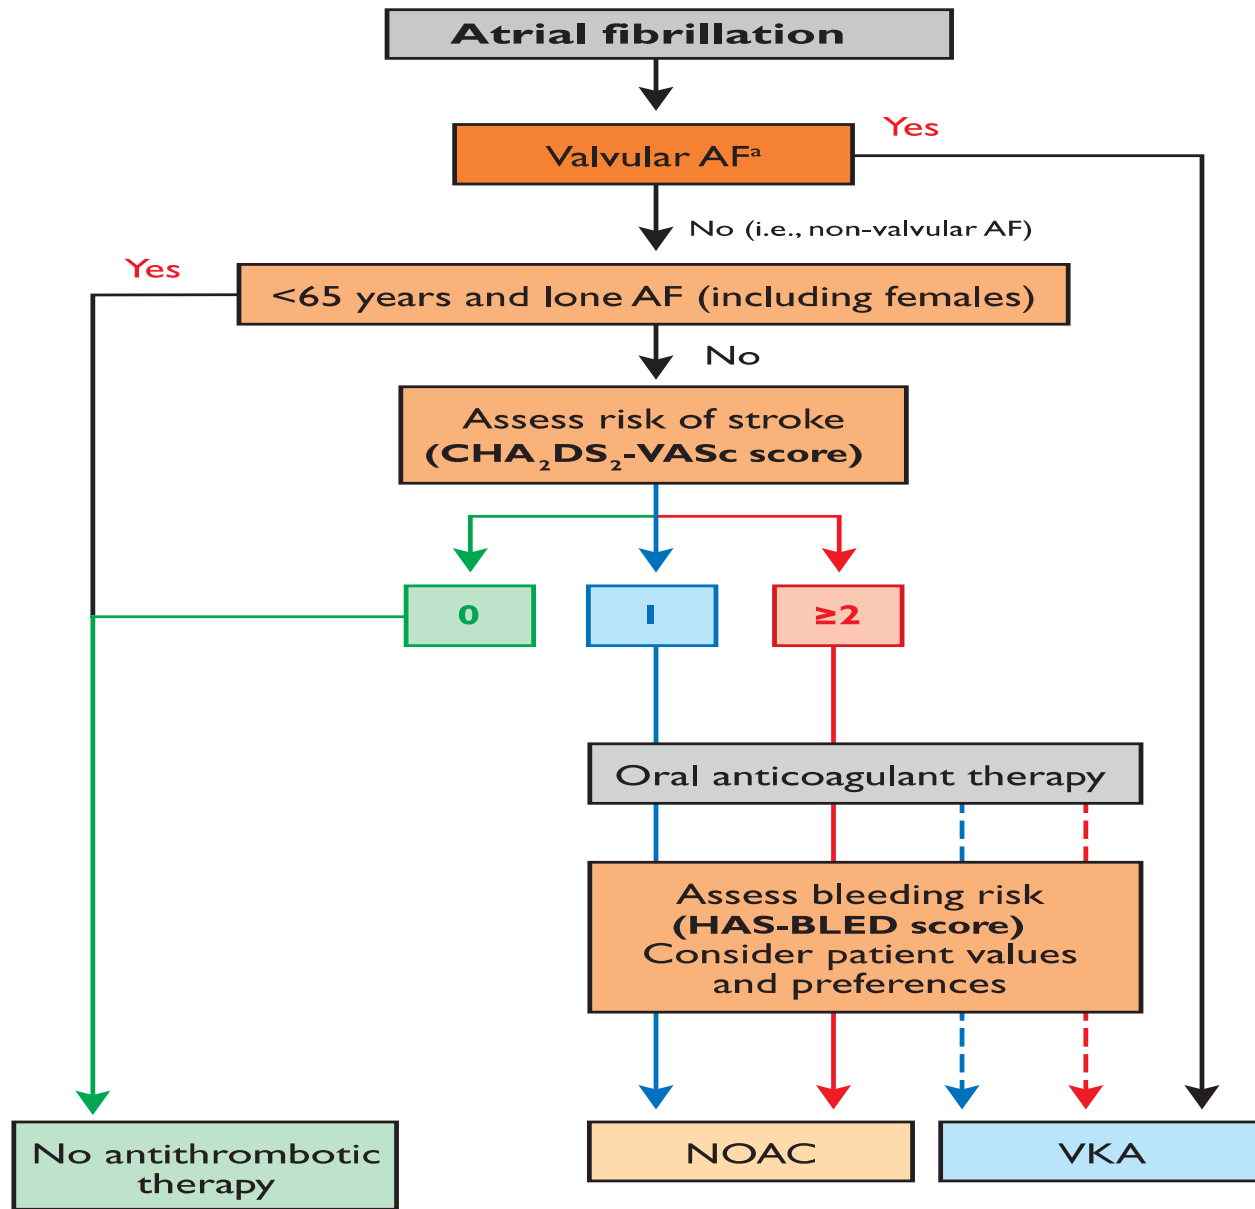 Atrial fibrillation
Yes
Valvular AFᵃ
No (i.e., non-valvular AF)
Yes
<65 years and lone AF (including females)
No
Assess risk of stroke
(CHA₂DS₂-VASc score)
0
1
≥2
Oral anticoagulant therapy
Assess bleeding risk
(HAS-BLED score)
Consider patient values
and preferences
No antithrombotic
therapy
NOAC
VKA